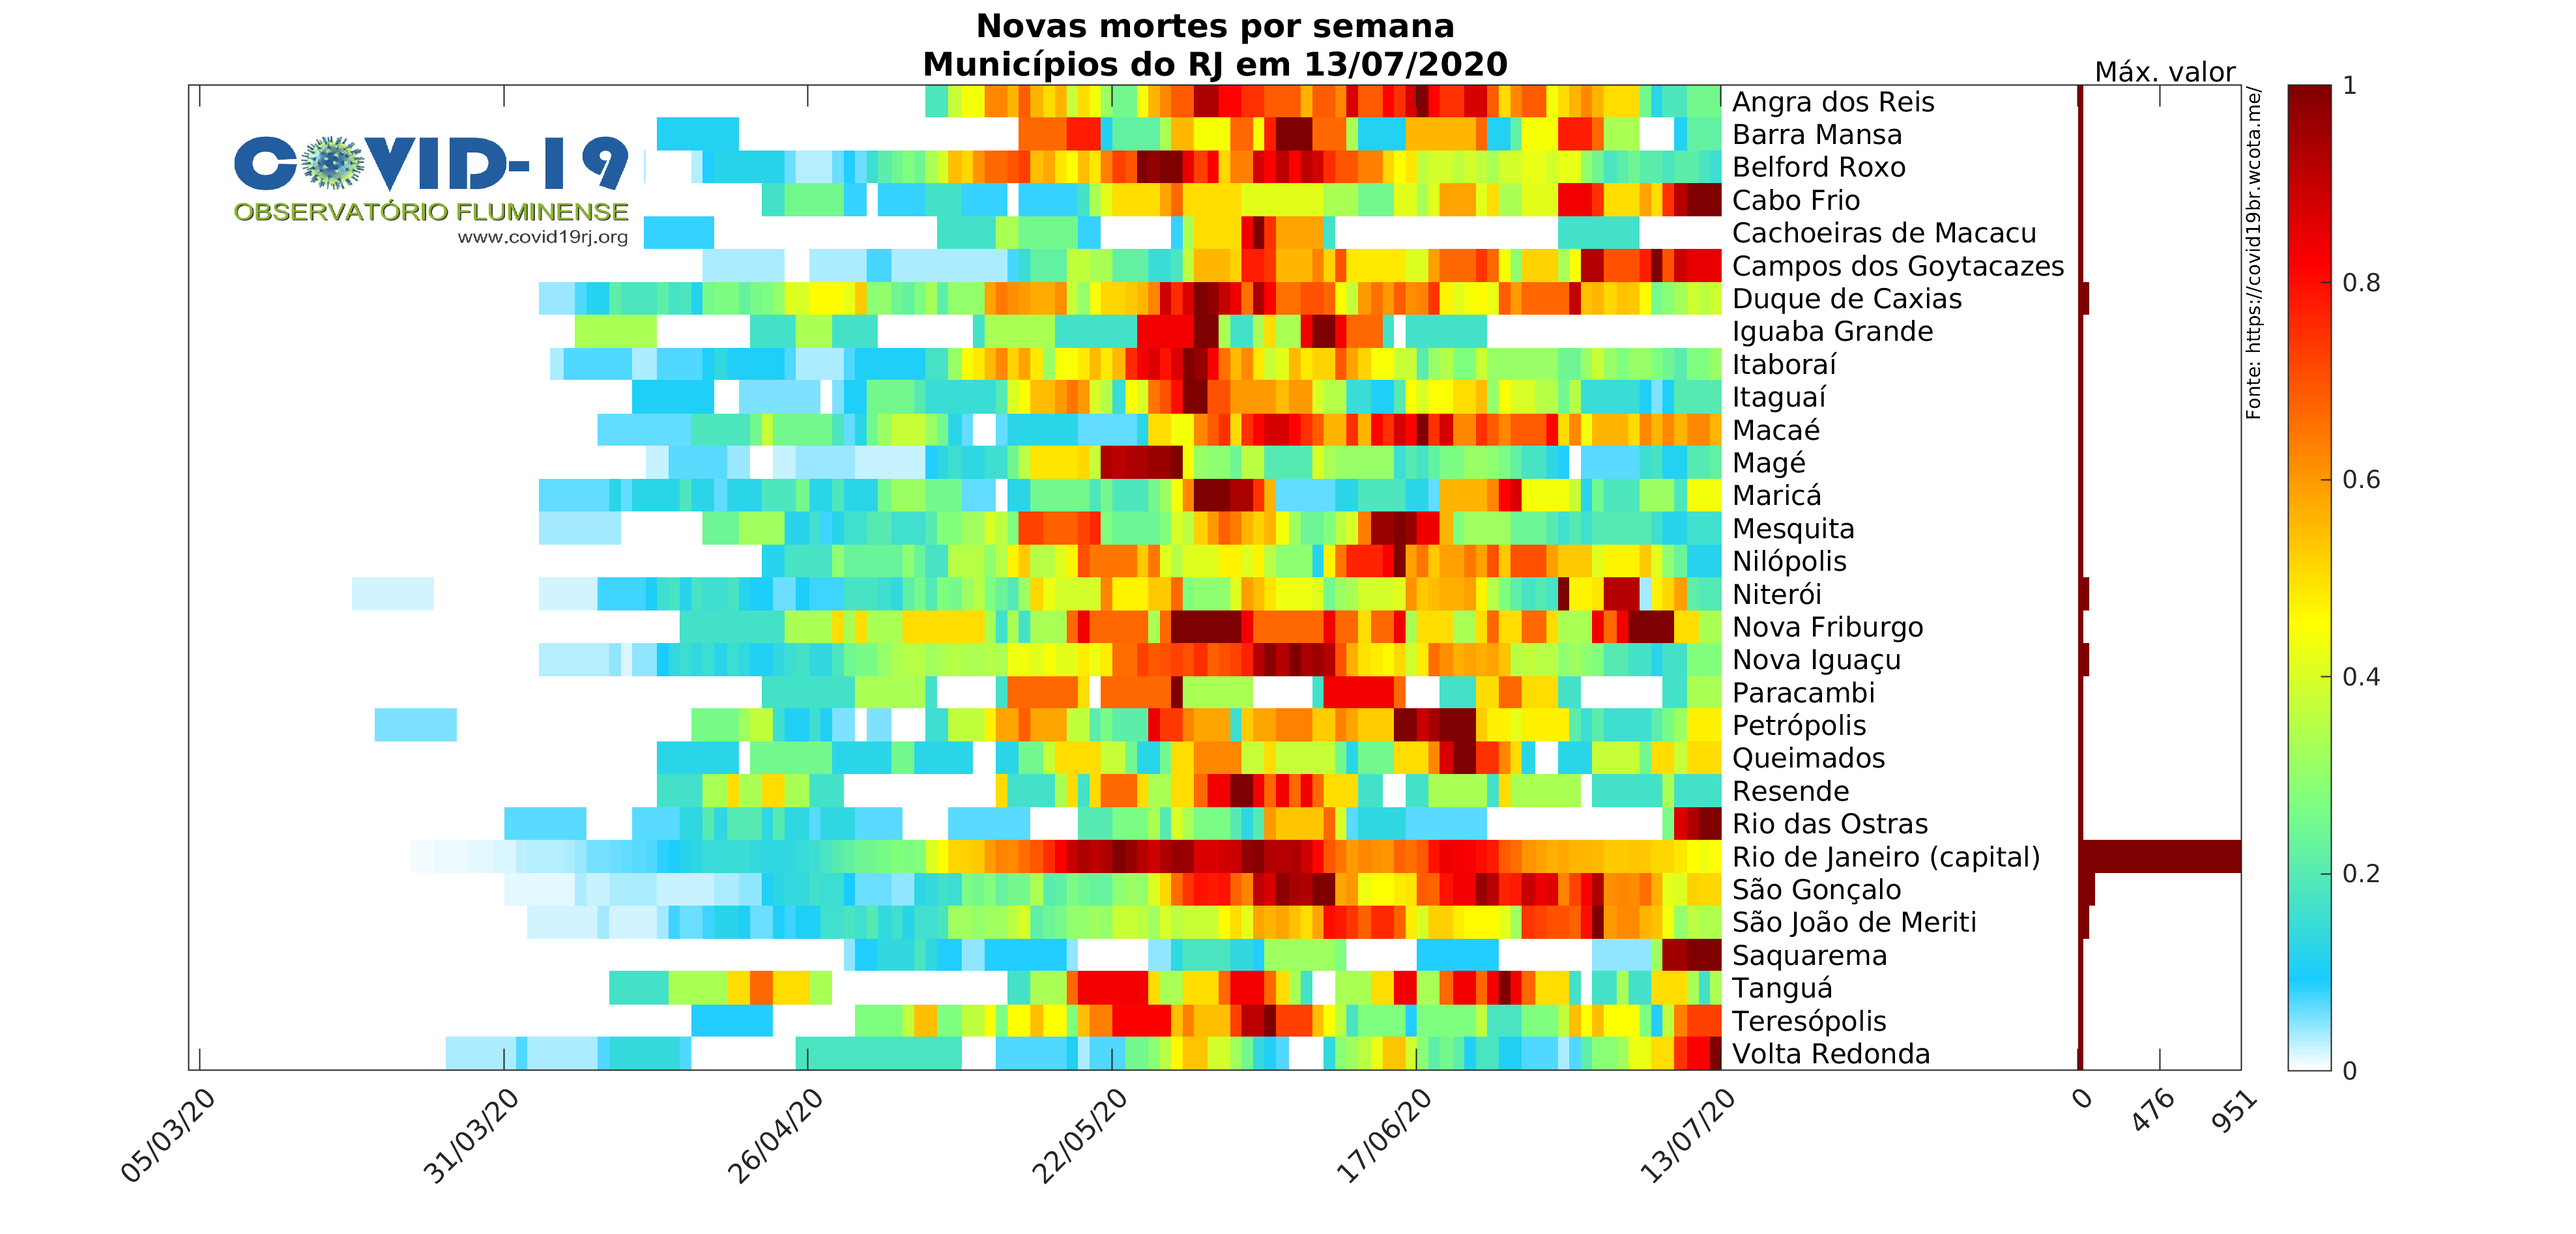 Novas mortes por semana
Municípios do RJ em 13/07/2020
Máx. valor
COVID-19
OBSERVATÓRIO FLUMINENSE
www.covid19rj.org
Angra dos Reis
Barra Mansa
Belford Roxo
Cabo Frio
Cachoeiras de Macacu
Campos dos Goytacazes
Duque de Caxias
Iguaba Grande
Itaboraí
Itaguaí
Macaé
Magé
Maricá
Mesquita
Nilópolis
Niterói
Nova Friburgo
Nova Iguaçu
Paracambi
Petrópolis
Queimados
Resende
Rio das Ostras
Rio de Janeiro (capital)
São Gonçalo
São João de Meriti
Saquarema
Tanguá
Teresópolis
Volta Redonda
Fonte: https://covid19br.wcota.me/
1
0.8
0.6
0.4
0.2
0
05/03/20
31/03/20
26/04/20
22/05/20
17/06/20
13/07/20
0
476
951